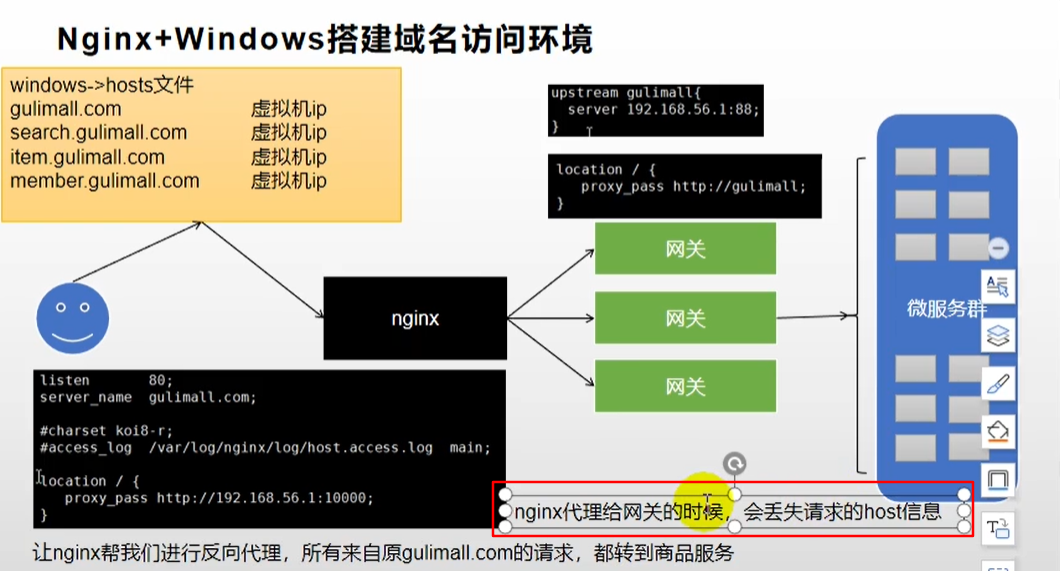 Nginx+Windows搭建域名访问环境
windows->hosts文件
gulimall.com 虚拟机ip
search.gulimall.com 虚拟机ip
item.gulimall.com 虚拟机ip
member.gulimall.com 虚拟机ip
upstream gulimall{
server 192.168.56.1:88;
}
location / {
proxy_pass http://gulimall;
}
nginx
网关
网关
网关
微服务群
listen 80;
server_name gulimall.com;
#charset koi8-r;
#access_log /var/log/nginx/log/host.access.log main;
location / {
proxy_pass http://192.168.56.1:10000;
}
nginx代理给网关的时候，会丢失请求的host信息
让nginx帮我们进行反向代理，所有来自原gulimall.com的请求，都转到商品服务